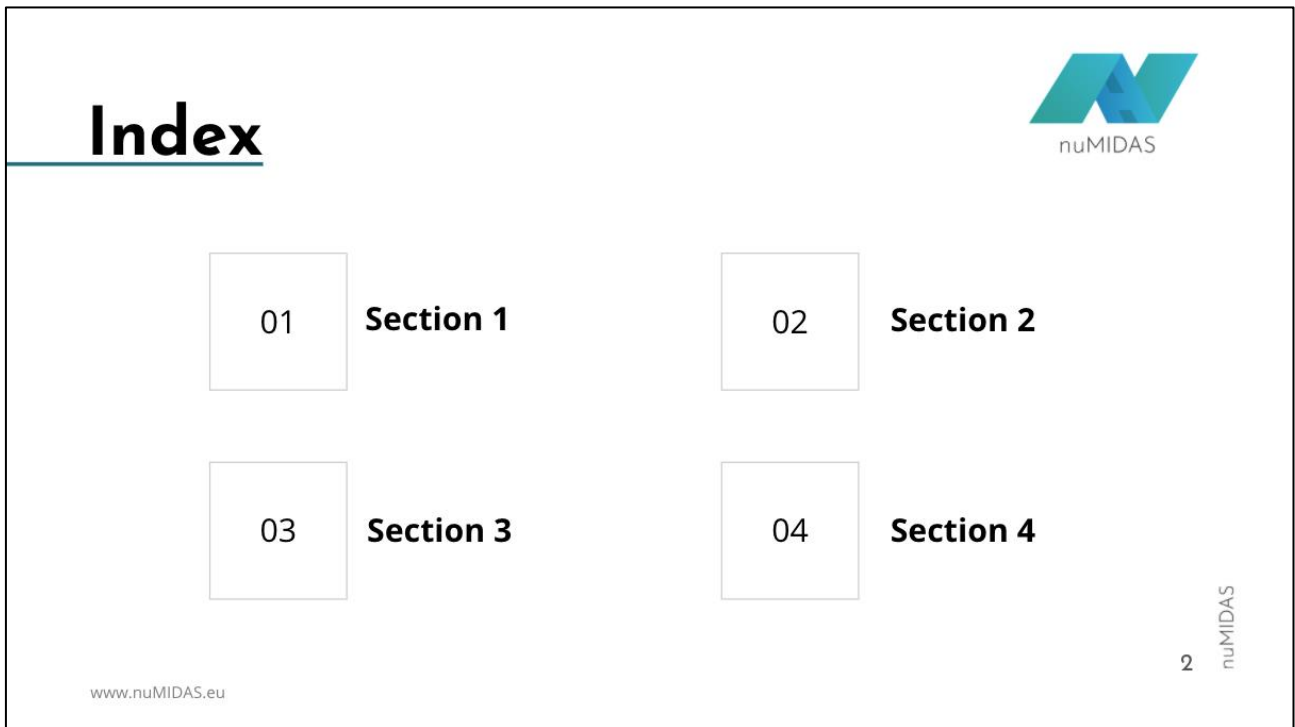 Index
nuMIDAS
01 Section 1
02 Section 2
03 Section 3
04 Section 4
nuMIDAS
2
www.nuMIDAS.eu